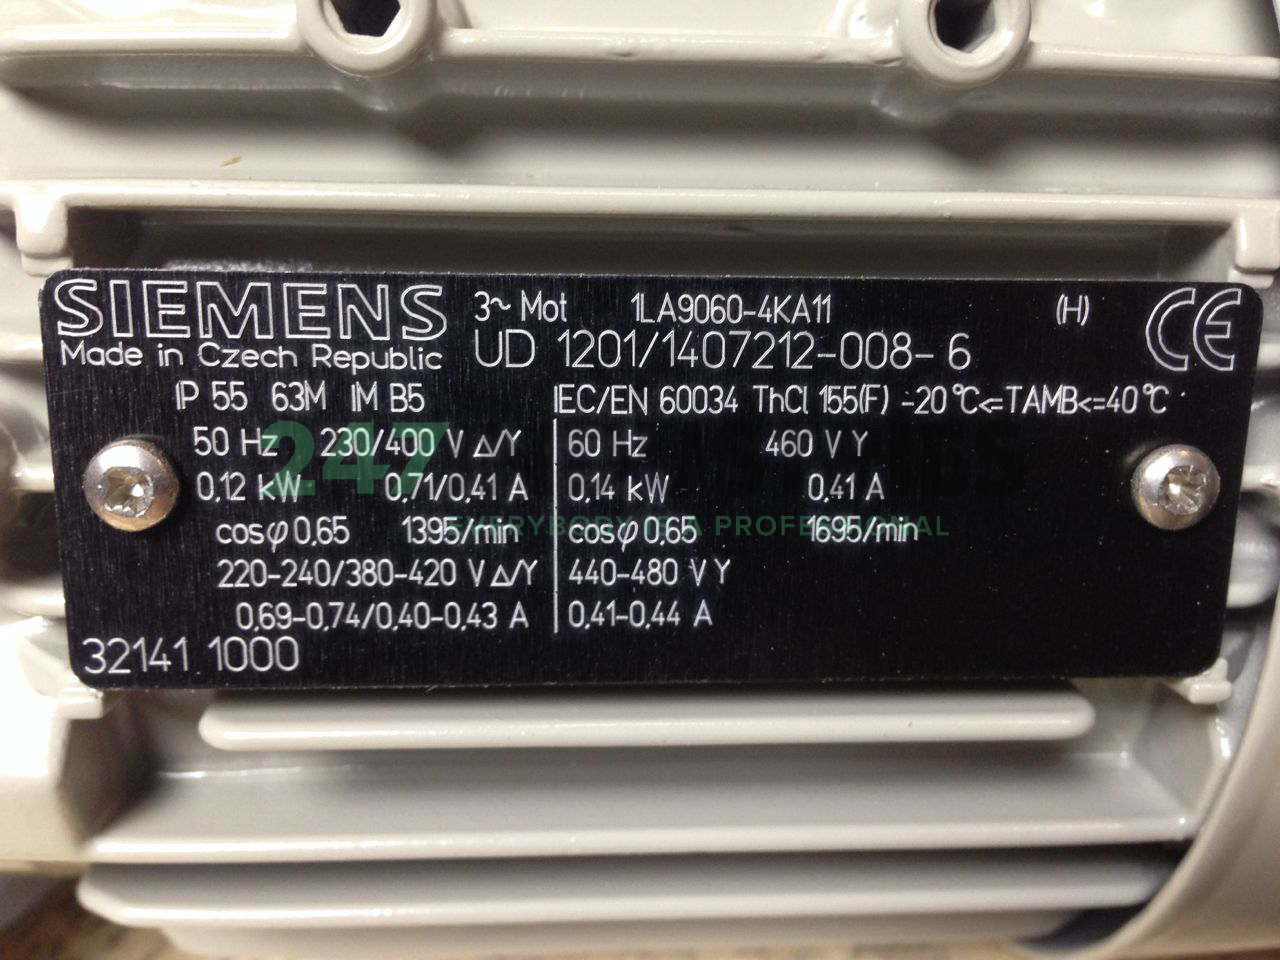 SIEMENS
Made in Czech Republic
3~ Mot 1LA9060-4KA11 (H) CE
UD 1201/1407212-008-6
IP 55 63M IM B5 IEC/EN 60034 ThCl 155(F) -20°C<=TAMB<=40°C
50 Hz 230/400 V Δ/Y 60 Hz 460 V Y
0,12 kW 0,71/0,41 A 0,14 kW 0,41 A
cosφ 0,65 1395/min cosφ 0,65 1695/min
220-240/380-420 V Δ/Y 440-480 V Y
0,69-0,74/0,40-0,43 A 0,41-0,44 A
32141 1000
247
EVERYBODY IS A PROFESSIONAL